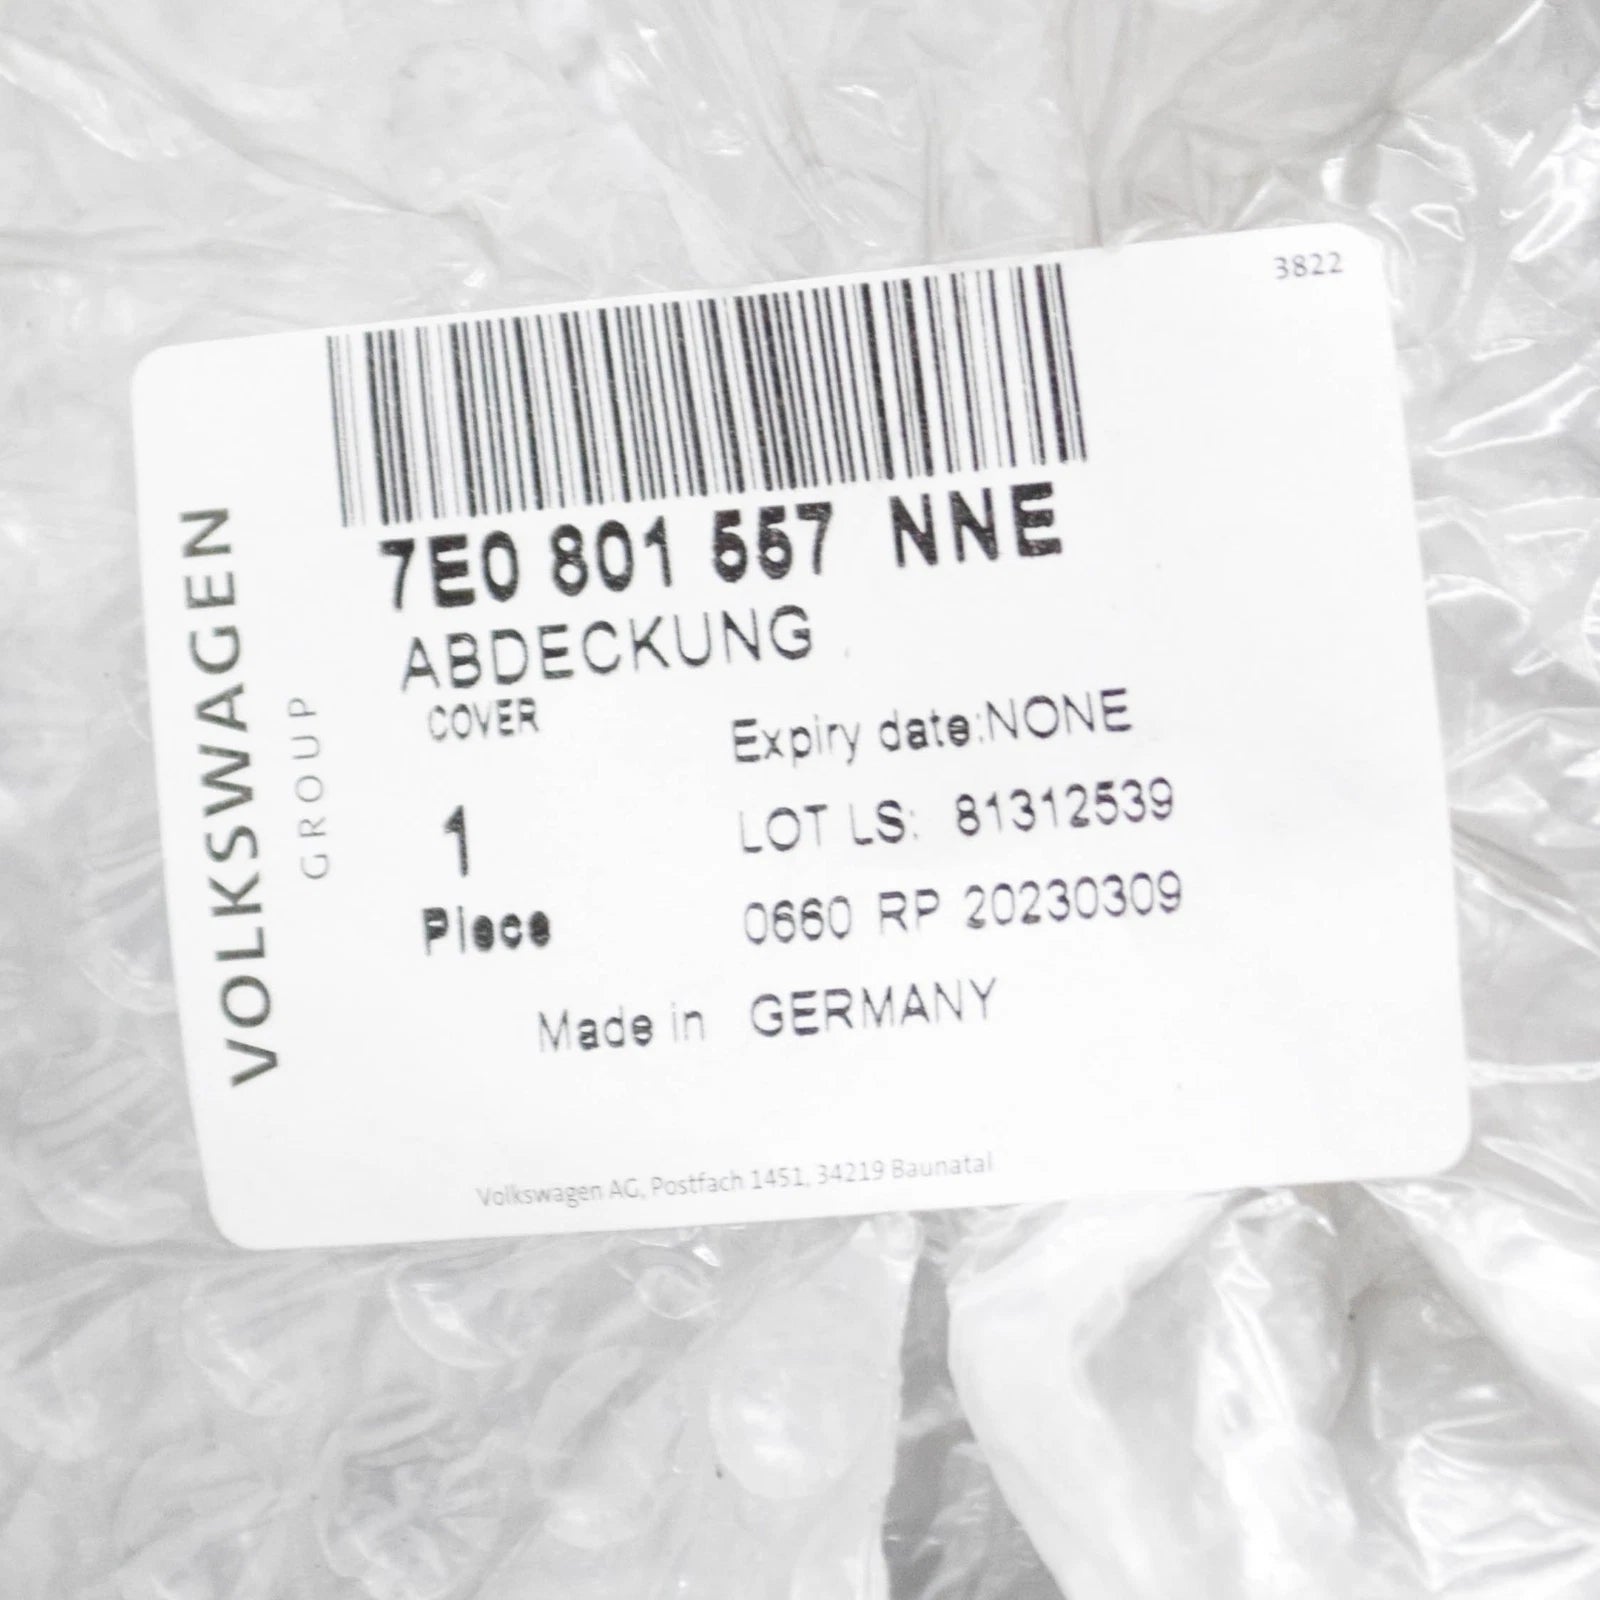 3822
VOLKSWAGEN
GROUP
7E0 801 557 NNE
ABDECKUNG
COVER
Expiry date:NONE
1
LOT LS: 81312539
Piece
0660 RP 20230309
Made in GERMANY
Volkswagen AG, Postfach 1451, 34219 Baunatal